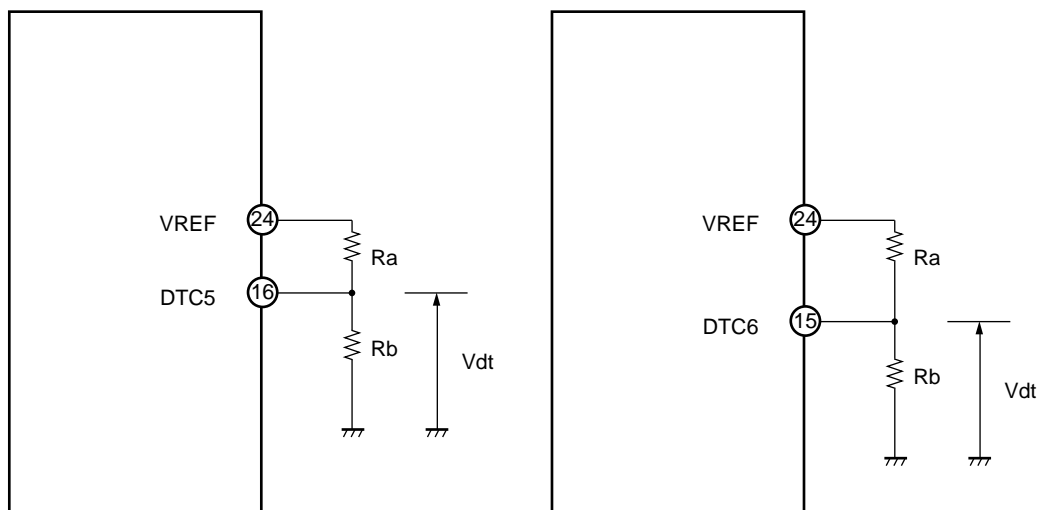 VREF
24
Ra
DTC5
16
Rb
Vdt
VREF
24
Ra
DTC6
15
Rb
Vdt